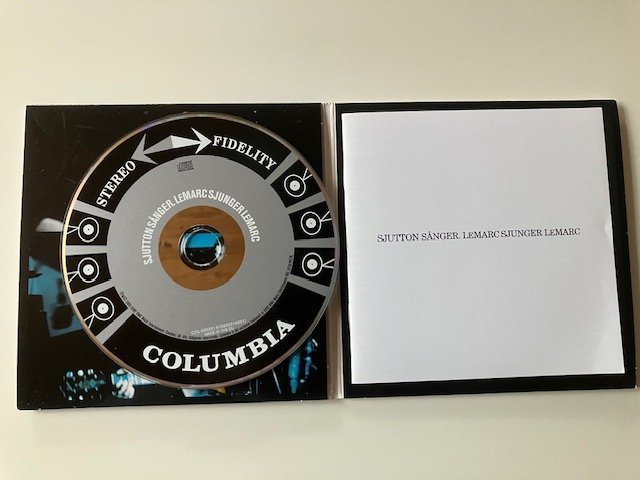 STEREO FIDELITY
SJUTTON SÅNGER. LEMARC SJUNGER LEMARC
COLUMBIA
SJUTTON SÅNGER. LEMARC SJUNGER LEMARC